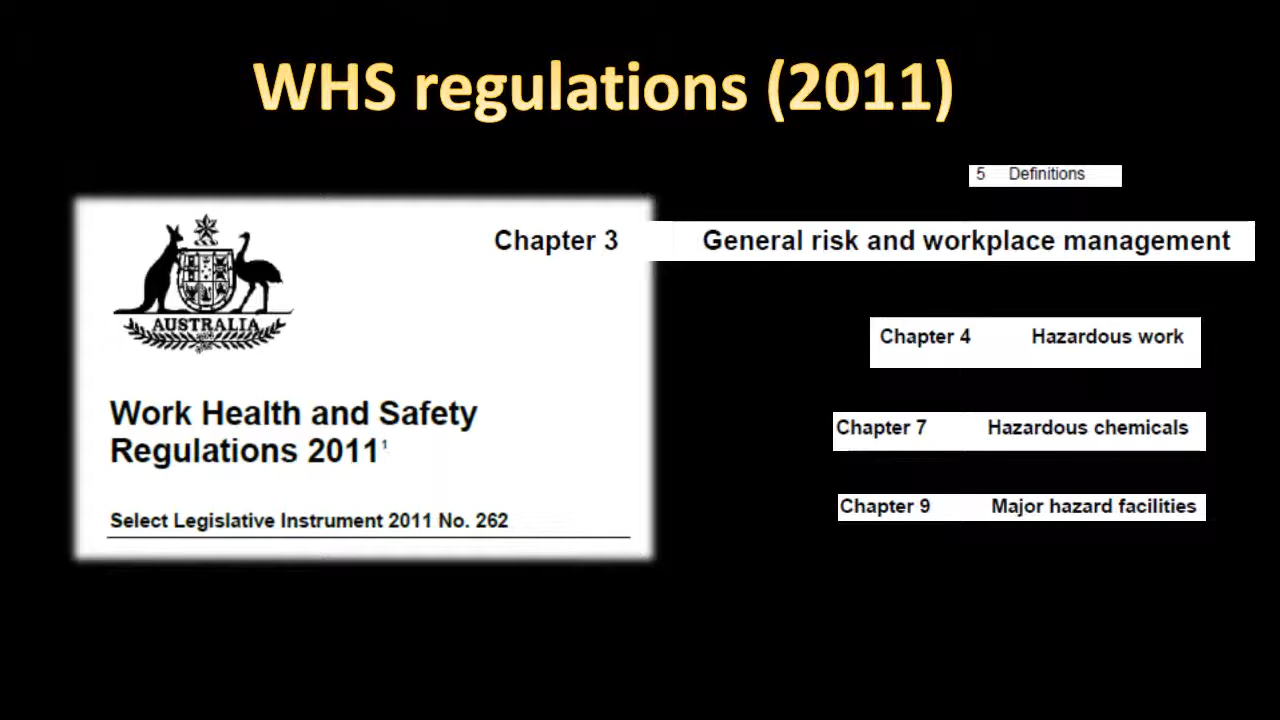 WHS regulations (2011)
5 Definitions
Chapter 3 General risk and workplace management
AUSTRALIA
Chapter 4 Hazardous work
Work Health and Safety
Regulations 2011¹
Chapter 7 Hazardous chemicals
Chapter 9 Major hazard facilities
Select Legislative Instrument 2011 No. 262